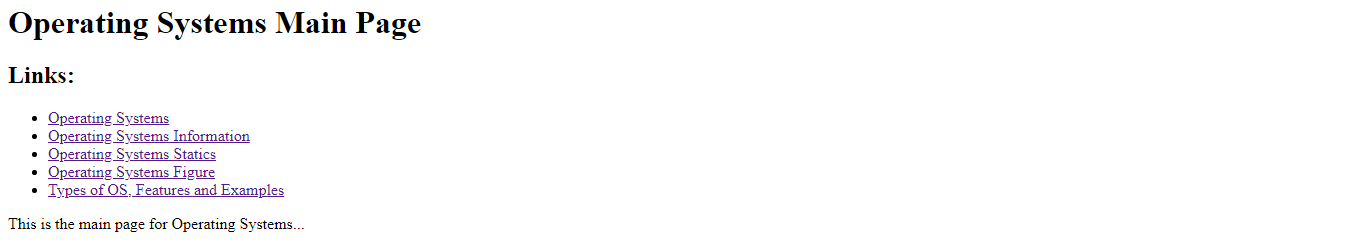 Operating Systems Main Page
Links:
Operating Systems
Operating Systems Information
Operating Systems Statics
Operating Systems Figure
Types of OS, Features and Examples
This is the main page for Operating Systems...